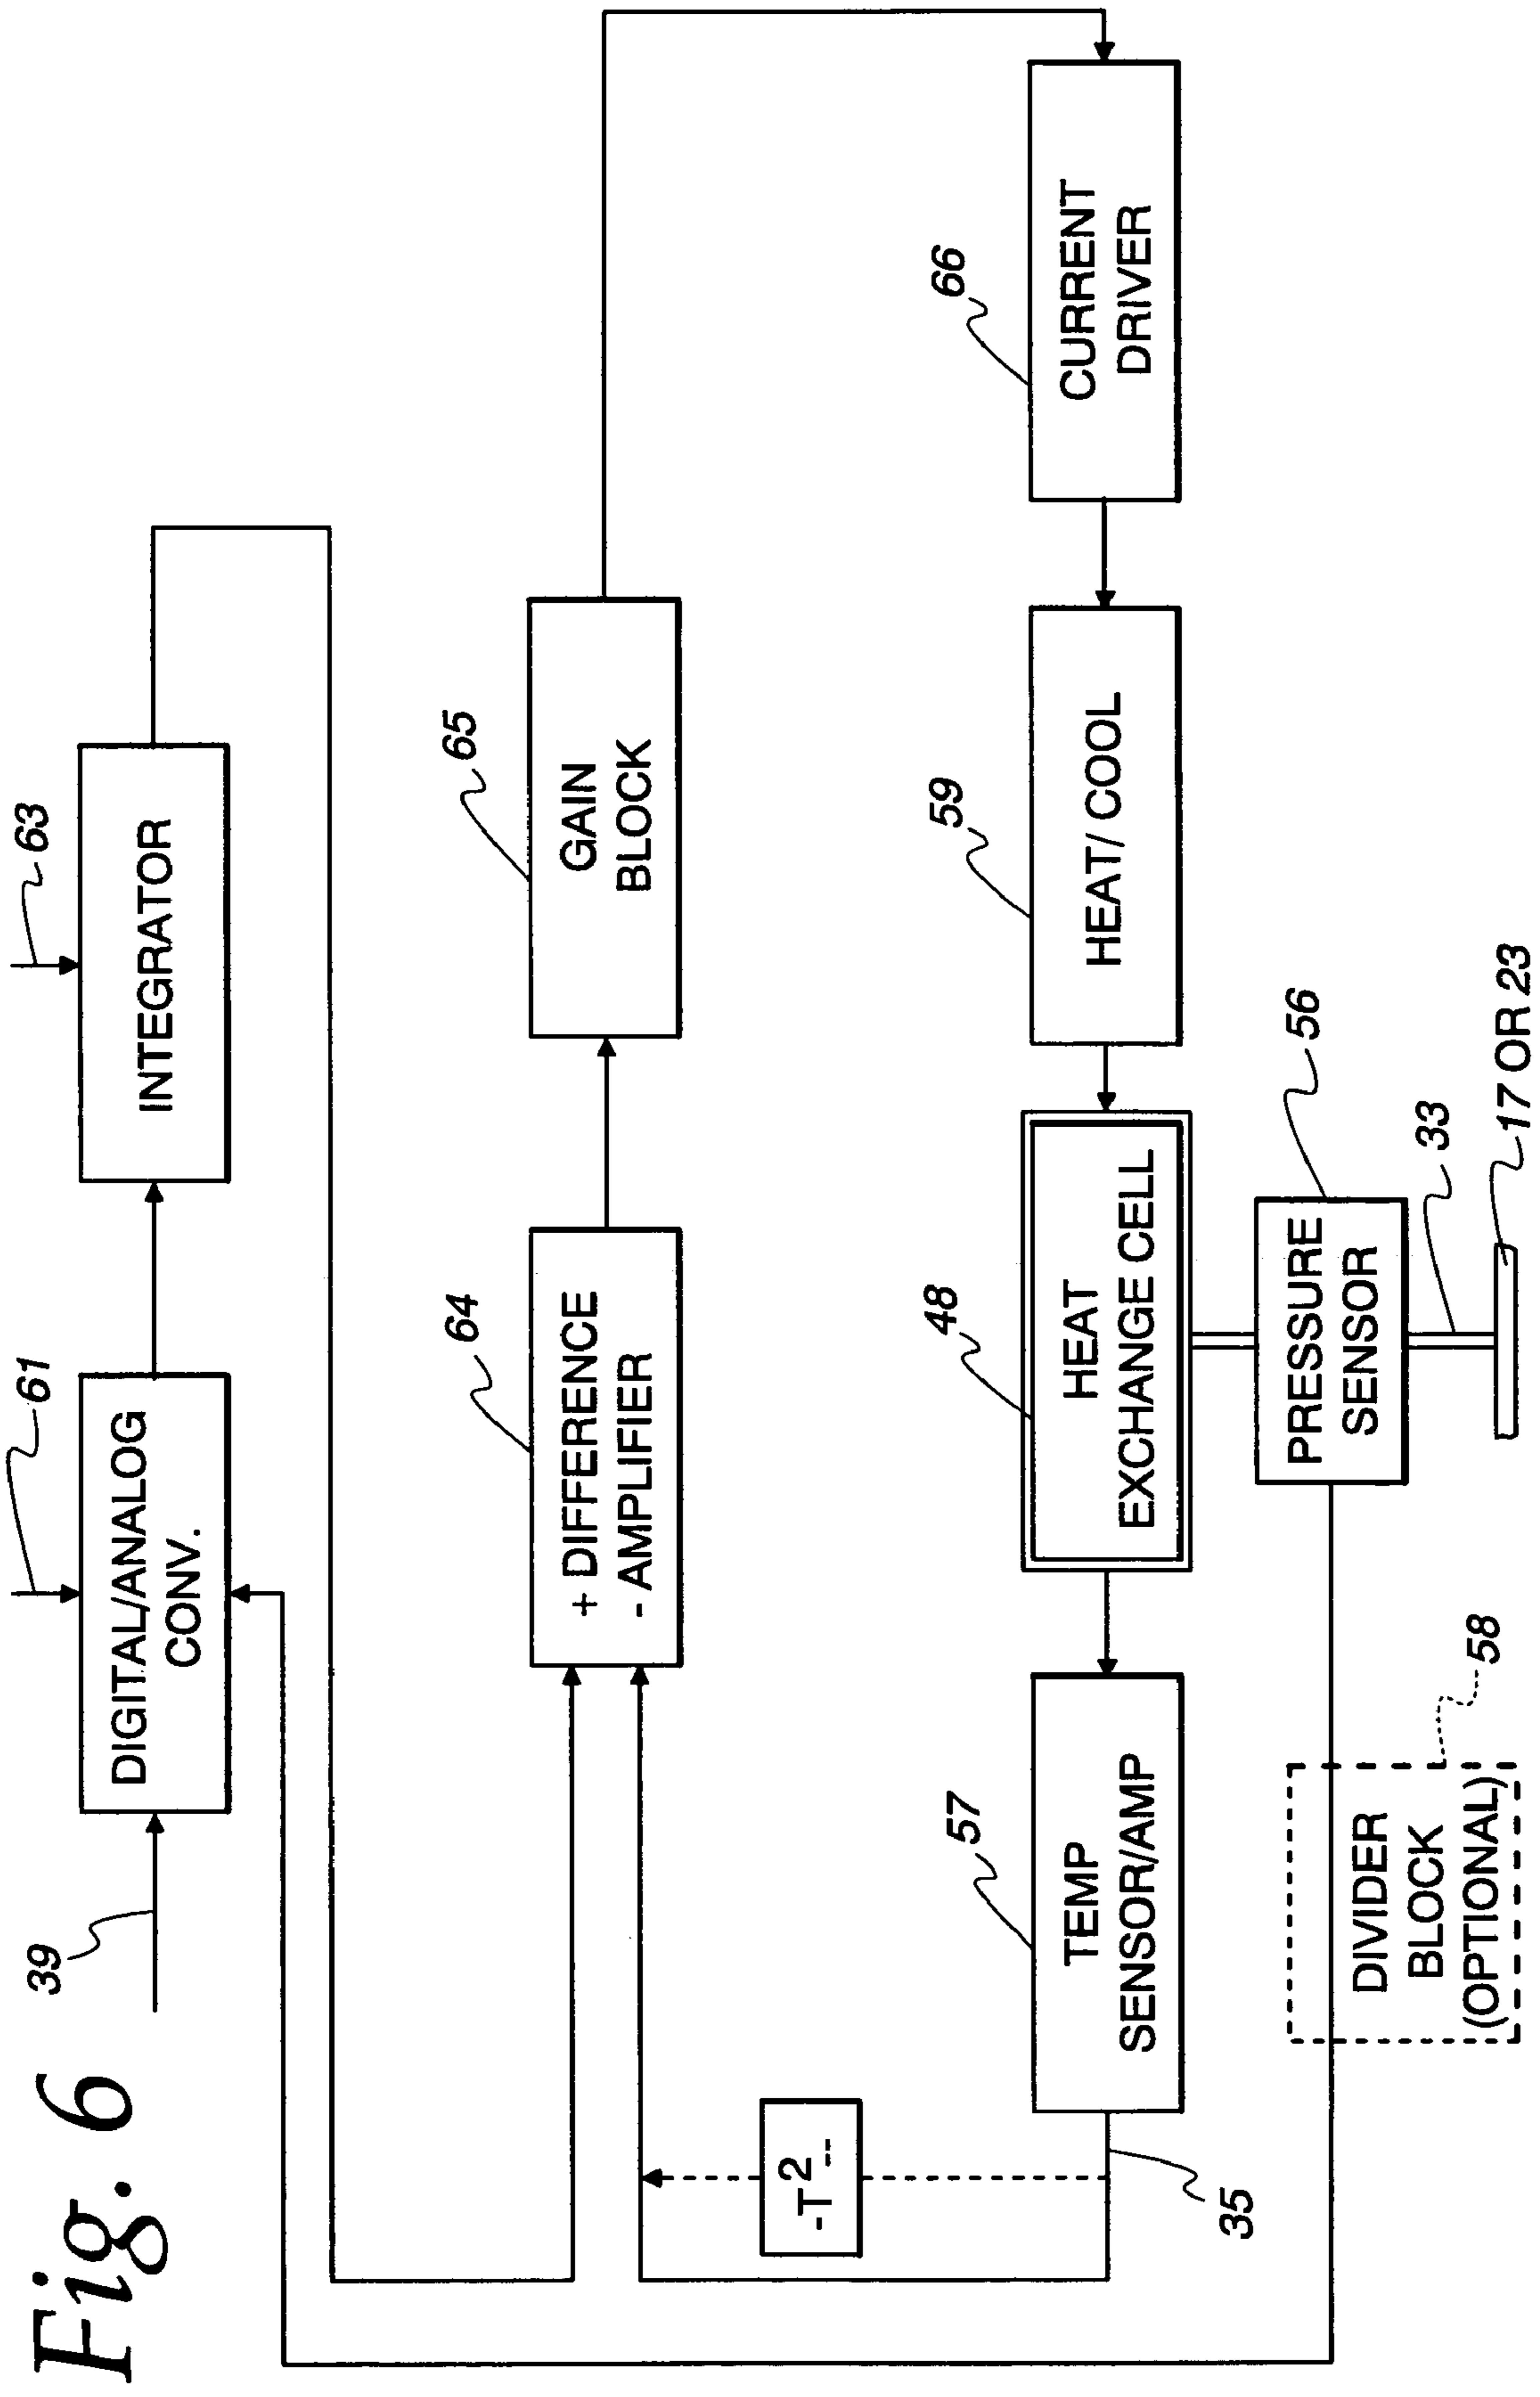 Fig. 6
39
61
63
DIGITAL/ANALOG
CONV.
INTEGRATOR
64
65
+ DIFFERENCE
- AMPLIFIER
GAIN
BLOCK
-T2--
35
57
48
59
66
TEMP
SENSOR/AMP
HEAT
EXCHANGE CELL
HEAT/ COOL
CURRENT
DRIVER
DIVIDER
BLOCK
(OPTIONAL)
58
PRESSURE
SENSOR
56
33
17 OR 23